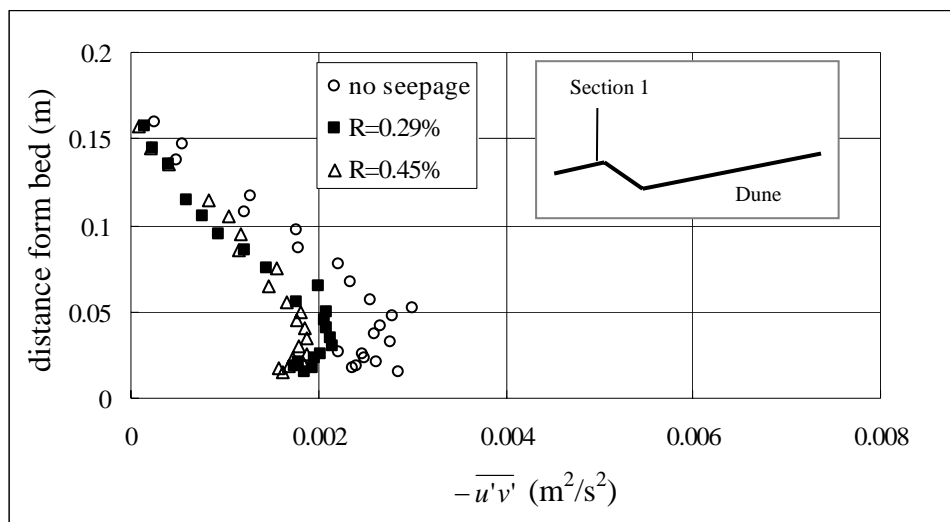 0.2
0.15
0.1
0.05
0
distance form bed (m)
no seepage
R=0.29%
R=0.45%
Section 1
Dune
0 0.002 0.004 0.006 0.008
$-\overline{u'v'}$ (m²/s²)